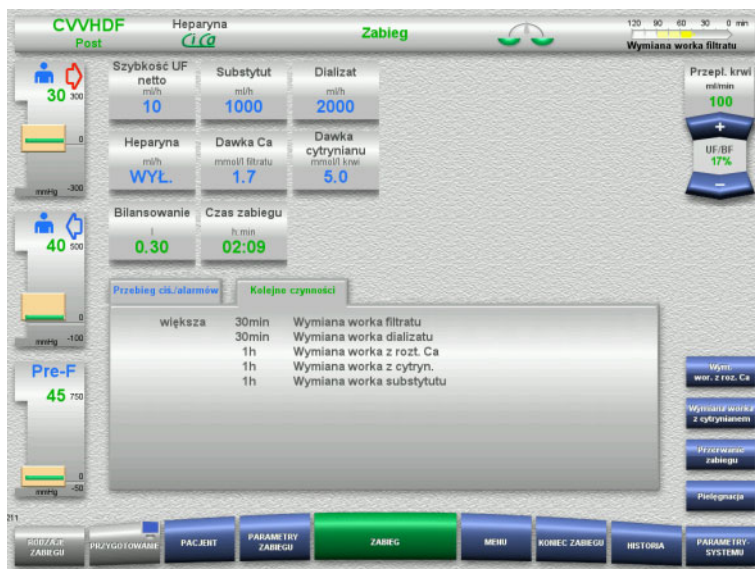 CVVHDF
Post
Heparyna
CiCa
Zabieg
120 90 60 30 0 min
Wymiana worka filtratu
30 300
0
mmHg -300
40 500
0
mmHg -100
Pre-F
45 750
0
mmHg -50
Szybkość UF netto
ml/h
10
Substytut
ml/h
1000
Dializat
ml/h
2000
Heparyna
ml/h
WYŁ.
Dawka Ca
mmol/l filtratu
1.7
Dawka cytrynianu
mmol/l krwi
5.0
Bilansowanie
l
0.30
Czas zabiegu
h:min
02:09
Przepl. krwi
ml/min
100
+
UF/BF
17%
−
Przebieg ciś./alarmów
Kolejne czynności
większa 30min Wymiana worka filtratu
30min Wymiana worka dializatu
1h Wymiana worka z rozt. Ca
1h Wymiana worka z cytryn.
1h Wymiana worka substytutu
Wym. wor. z roz. Ca
Wymiana worka z cytrynianem
Przerwanie zabiegu
Pielęgnacja
211
RODZAJE ZABIEGU
PRZYGOTOWANIE
PACJENT
PARAMETRY ZABIEGU
ZABIEG
MENU
KONIEC ZABIEGU
HISTORIA
PARAMETRY-SYSTEMU